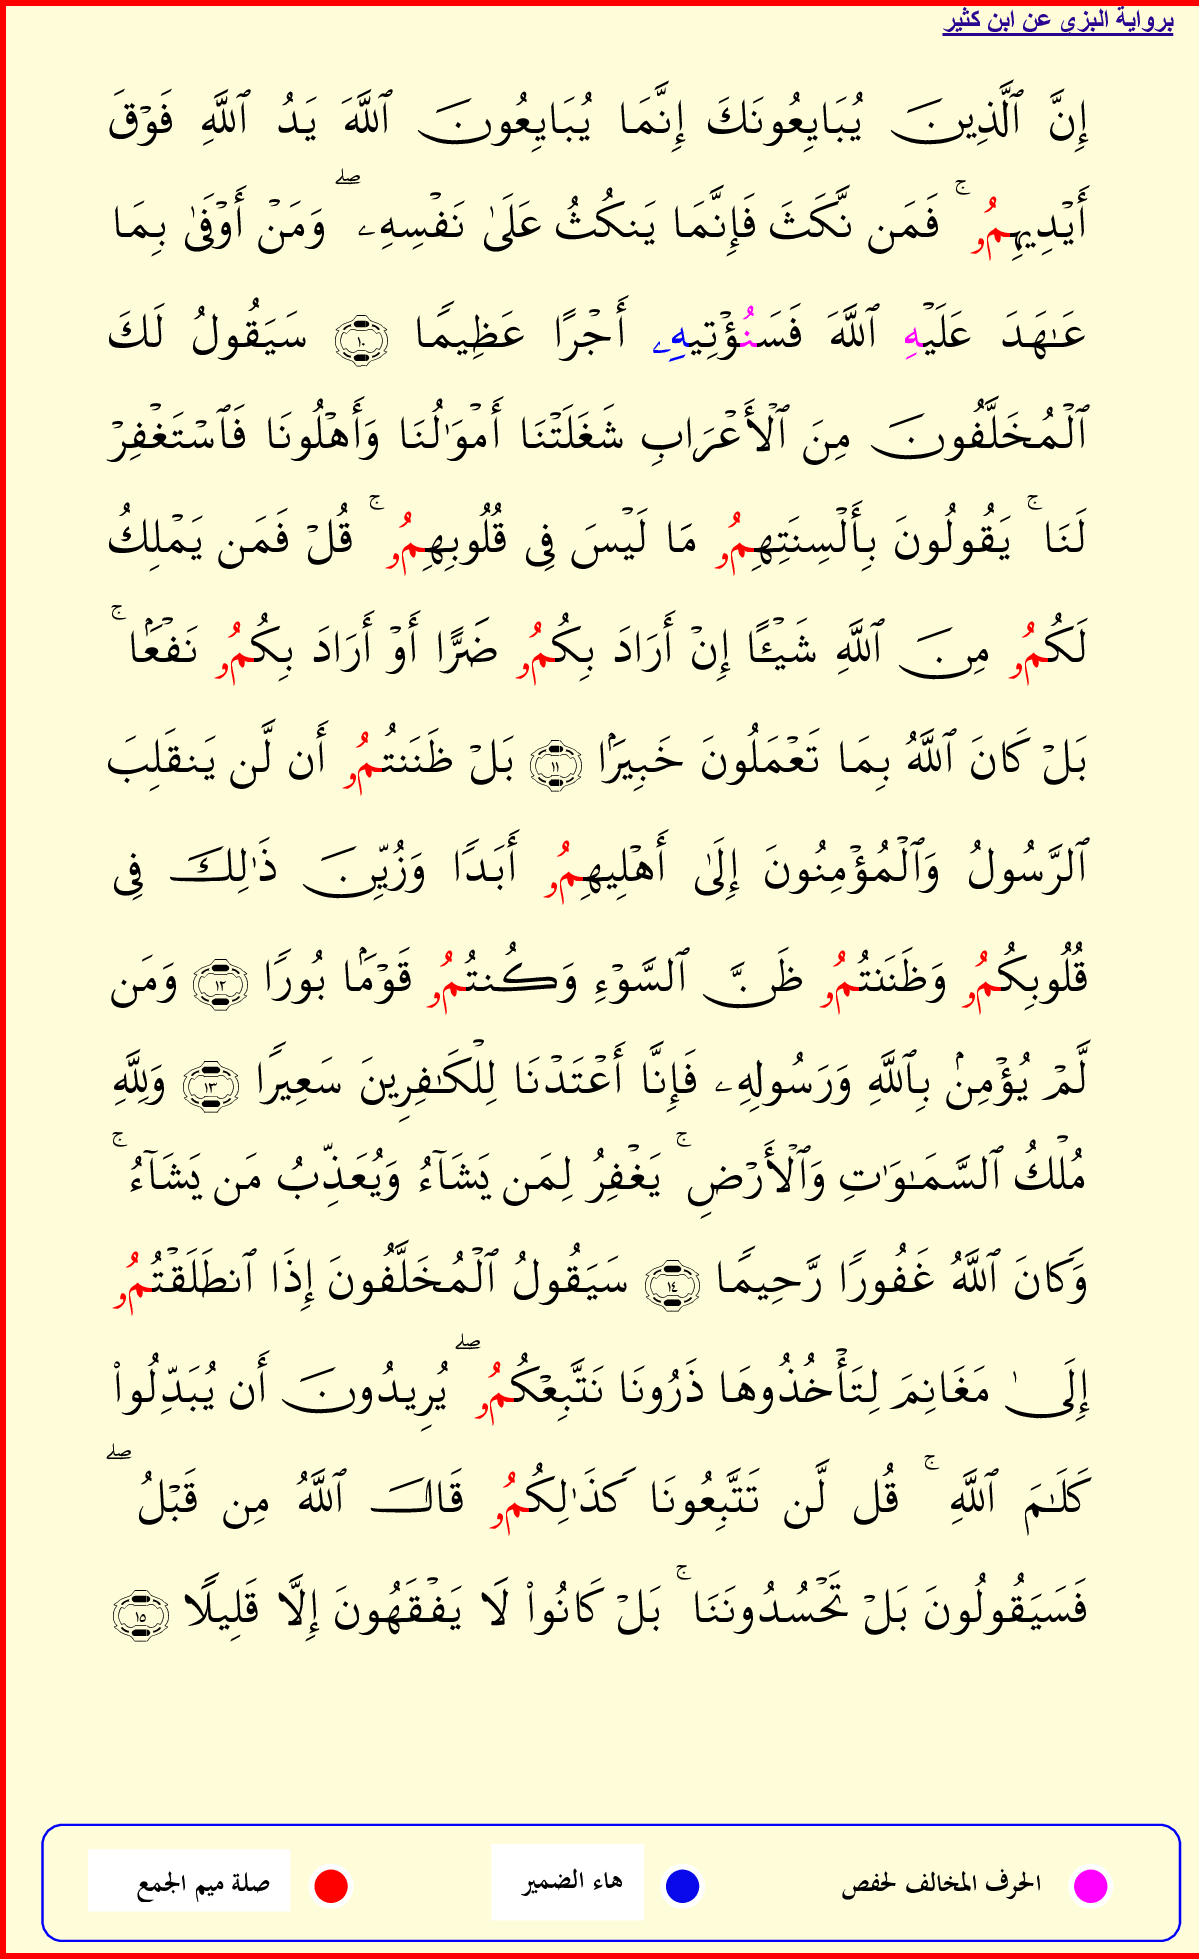 برواية البزى عن ابن كثير
إِنَّ ٱلَّذِينَ يُبَايِعُونَكَ إِنَّمَا يُبَايِعُونَ ٱللَّهَ يَدُ ٱللَّهِ فَوْقَ
أَيْدِيهِمُۥ ۚ فَمَن نَّكَثَ فَإِنَّمَا يَنكُثُ عَلَىٰ نَفْسِهِۦ ۖ وَمَنْ أَوْفَىٰ بِمَا
عَـٰهَدَ عَلَيْهِ ٱللَّهَ فَسَنُؤْتِيهِۦ أَجْرًا عَظِيمًا ١٠ سَيَقُولُ لَكَ
ٱلْمُخَلَّفُونَ مِنَ ٱلْأَعْرَابِ شَغَلَتْنَا أَمْوَٰلُنَا وَأَهْلُونَا فَٱسْتَغْفِرْ
لَنَا ۚ يَقُولُونَ بِأَلْسِنَتِهِمُۥ مَا لَيْسَ فِى قُلُوبِهِمُۥ ۚ قُلْ فَمَن يَمْلِكُ
لَكُمُۥ مِنَ ٱللَّهِ شَيْـًٔا إِنْ أَرَادَ بِكُمُۥ ضَرًّا أَوْ أَرَادَ بِكُمُۥ نَفْعَۢا ۚ
بَلْ كَانَ ٱللَّهُ بِمَا تَعْمَلُونَ خَبِيرَۢا ١١ بَلْ ظَنَنتُمُۥ أَن لَّن يَنقَلِبَ
ٱلرَّسُولُ وَٱلْمُؤْمِنُونَ إِلَىٰ أَهْلِيهِمُۥ أَبَدًا وَزُيِّنَ ذَٰلِكَ فِى
قُلُوبِكُمُۥ وَظَنَنتُمُۥ ظَنَّ ٱلسَّوْءِ وَكُنتُمُۥ قَوْمَۢا بُورًا ١٢ وَمَن
لَّمْ يُؤْمِنۢ بِٱللَّهِ وَرَسُولِهِۦ فَإِنَّا أَعْتَدْنَا لِلْكَـٰفِرِينَ سَعِيرًا ١٣ وَلِلَّهِ
مُلْكُ ٱلسَّمَـٰوَٰتِ وَٱلْأَرْضِ ۚ يَغْفِرُ لِمَن يَشَآءُ وَيُعَذِّبُ مَن يَشَآءُ ۚ
وَكَانَ ٱللَّهُ غَفُورًا رَّحِيمًا ١٤ سَيَقُولُ ٱلْمُخَلَّفُونَ إِذَا ٱنطَلَقْتُمُۥ
إِلَىٰ مَغَانِمَ لِتَأْخُذُوهَا ذَرُونَا نَتَّبِعْكُمُۥ ۖ يُرِيدُونَ أَن يُبَدِّلُوا۟
كَلَـٰمَ ٱللَّهِ ۚ قُل لَّن تَتَّبِعُونَا كَذَٰلِكُمُۥ قَالَ ٱللَّهُ مِن قَبْلُ ۖ
فَسَيَقُولُونَ بَلْ تَحْسُدُونَنَا ۚ بَلْ كَانُوا۟ لَا يَفْقَهُونَ إِلَّا قَلِيلًا ١٥
الحرف المخالف لحفص هاء الضمير صلة ميم الجمع